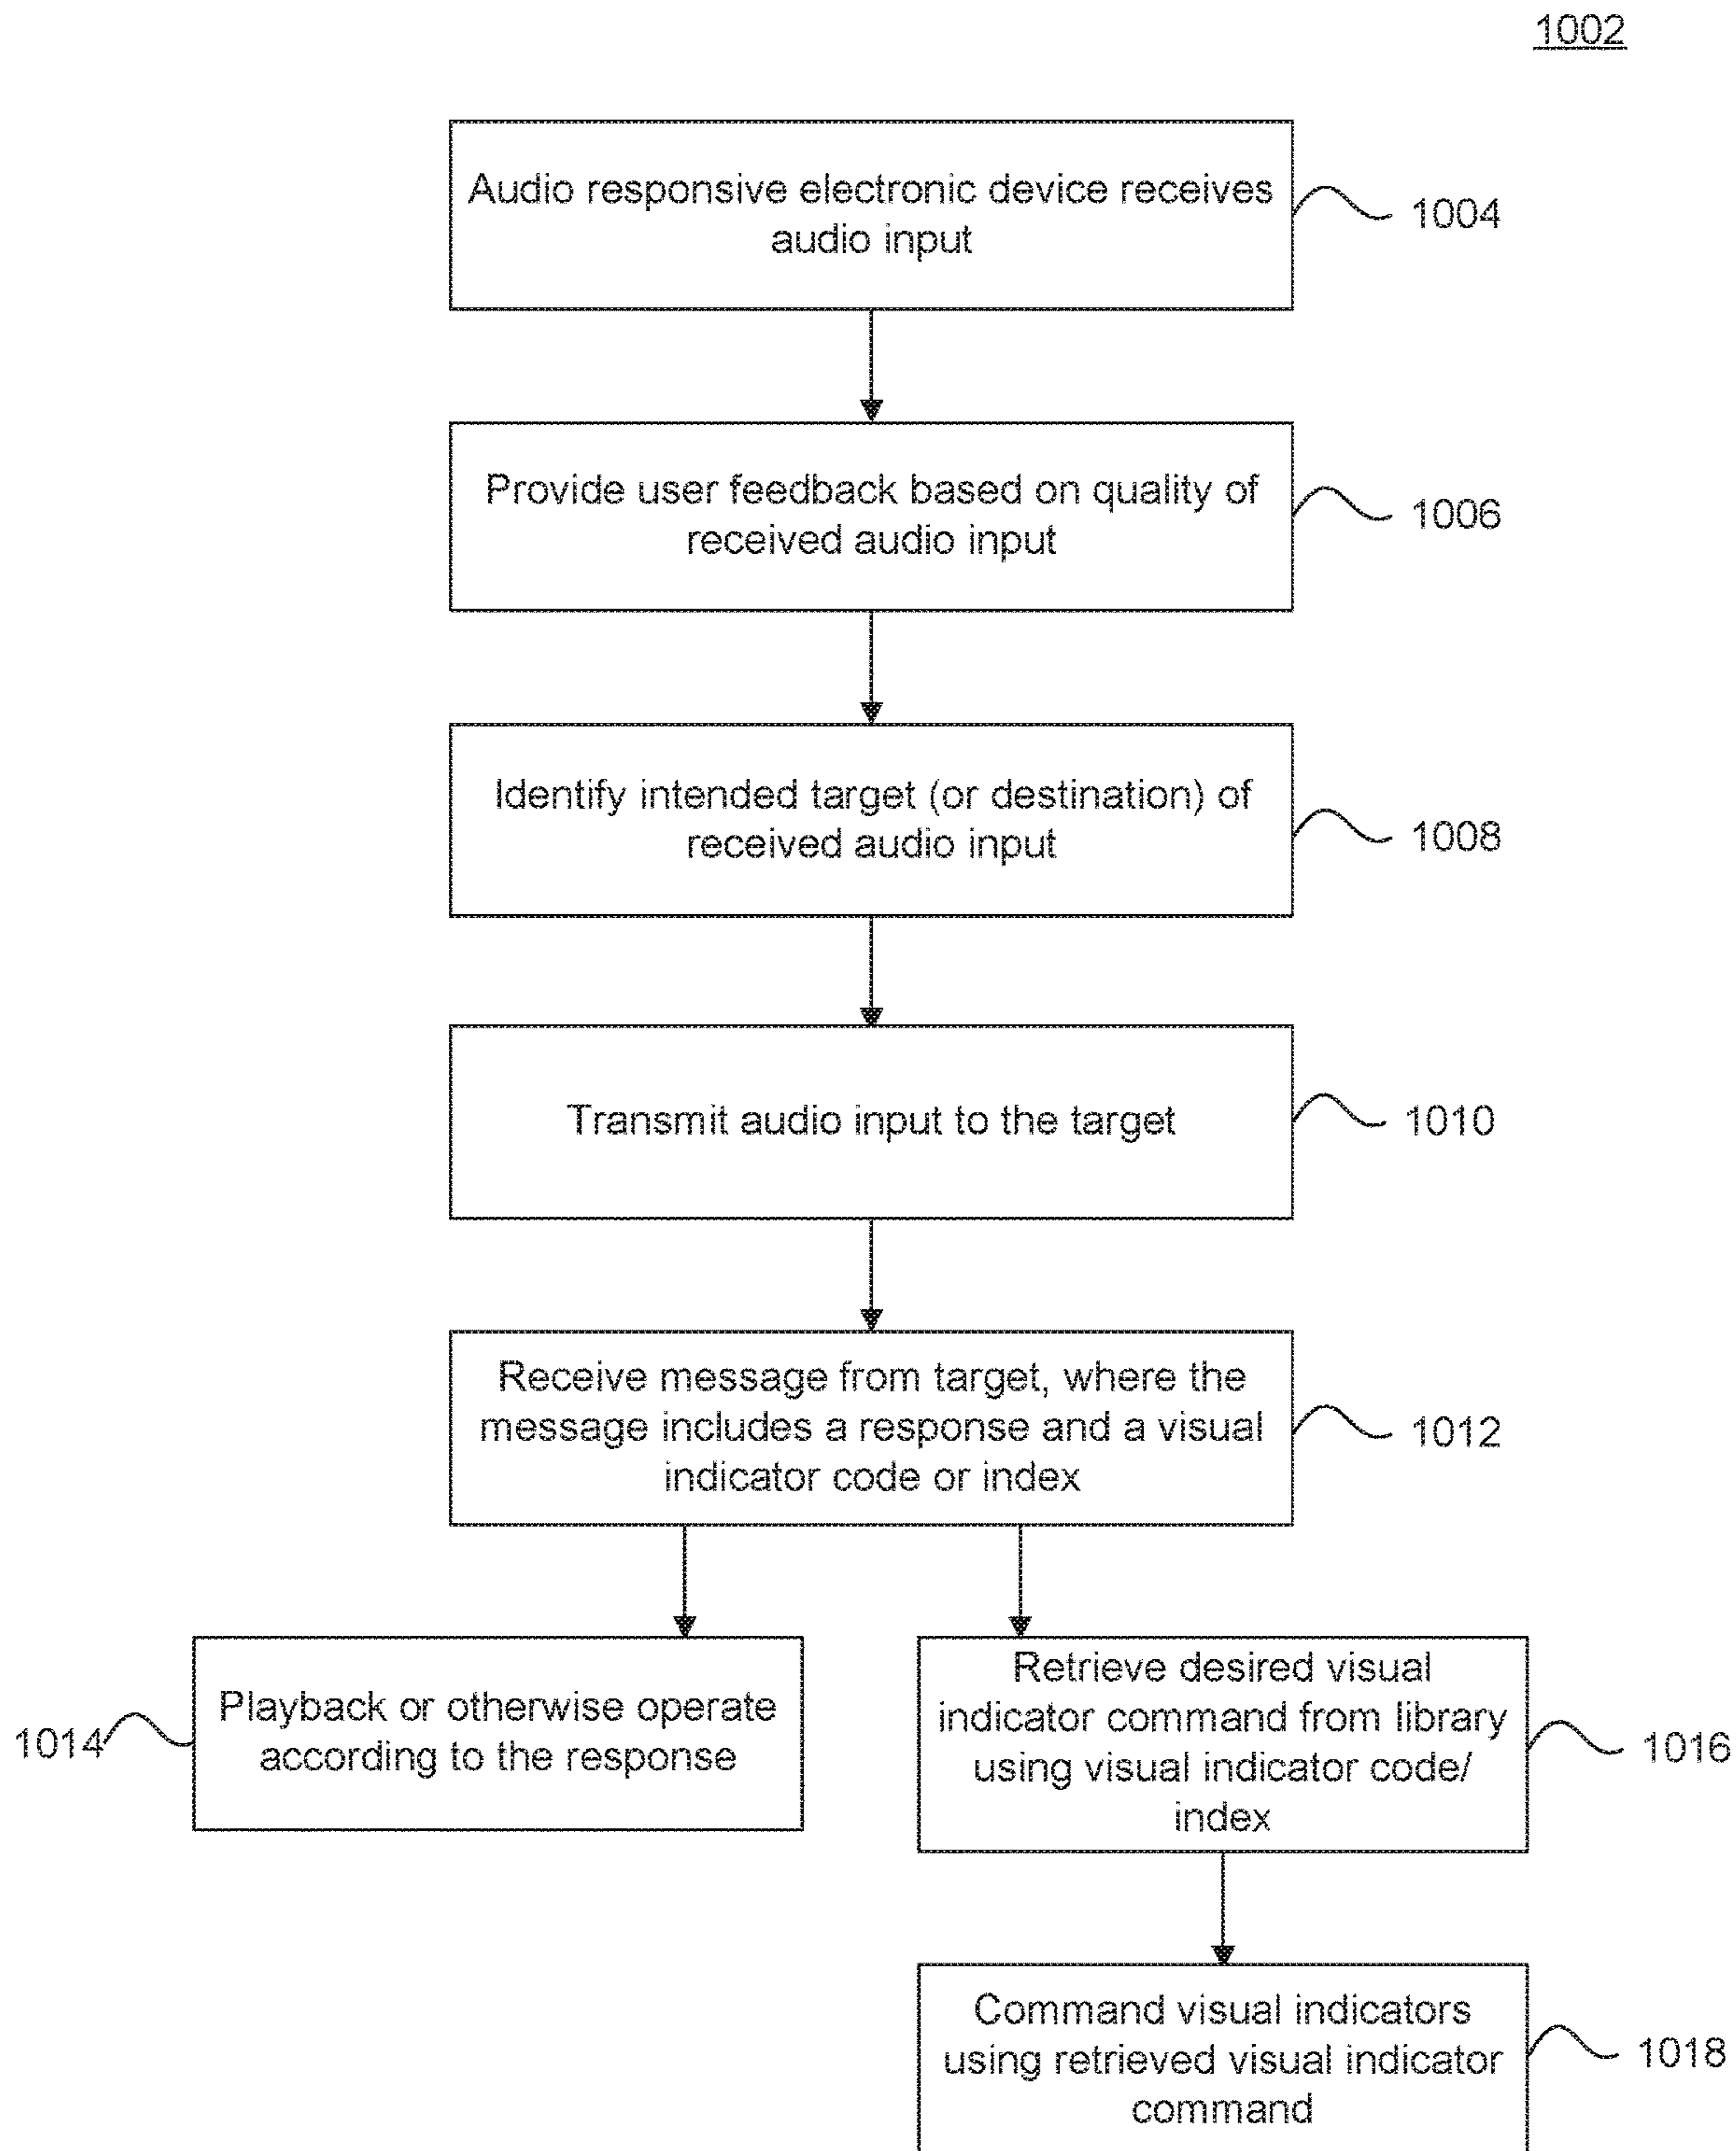 1002
Audio responsive electronic device receives
audio input
1004
Provide user feedback based on quality of
received audio input
1006
Identify intended target (or destination) of
received audio input
1008
Transmit audio input to the target
1010
Receive message from target, where the
message includes a response and a visual
indicator code or index
1012
Playback or otherwise operate
according to the response
1014
Retrieve desired visual
indicator command from library
using visual indicator code/
index
1016
Command visual indicators
using retrieved visual indicator
command
1018